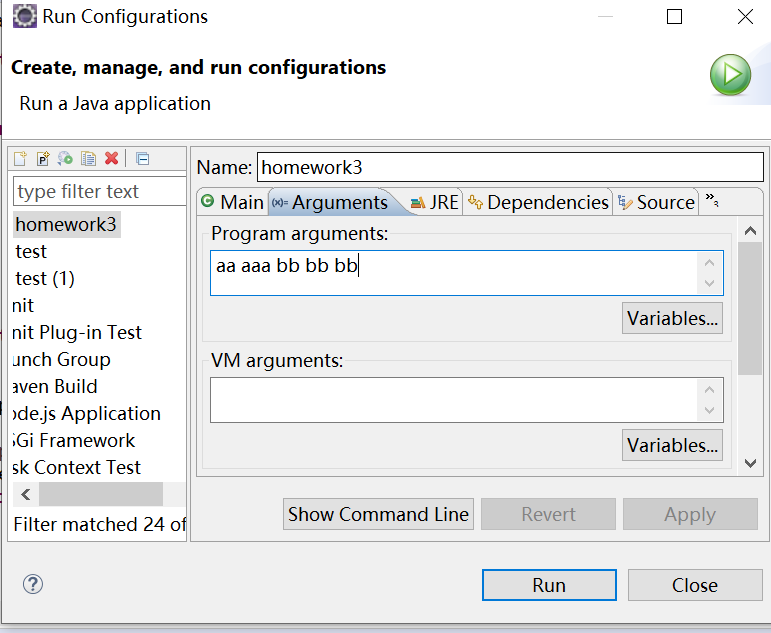 Run Configurations
Create, manage, and run configurations
Run a Java application
type filter text
homework3
test
test (1)
nit
nit Plug-in Test
unch Group
aven Build
ode.js Application
SGi Framework
sk Context Test
Filter matched 24 of
Name: homework3
Main (x)= Arguments JRE Dependencies Source »3
Program arguments:
aa aaa bb bb bb
Variables...
VM arguments:
Variables...
Show Command Line Revert Apply
? Run Close